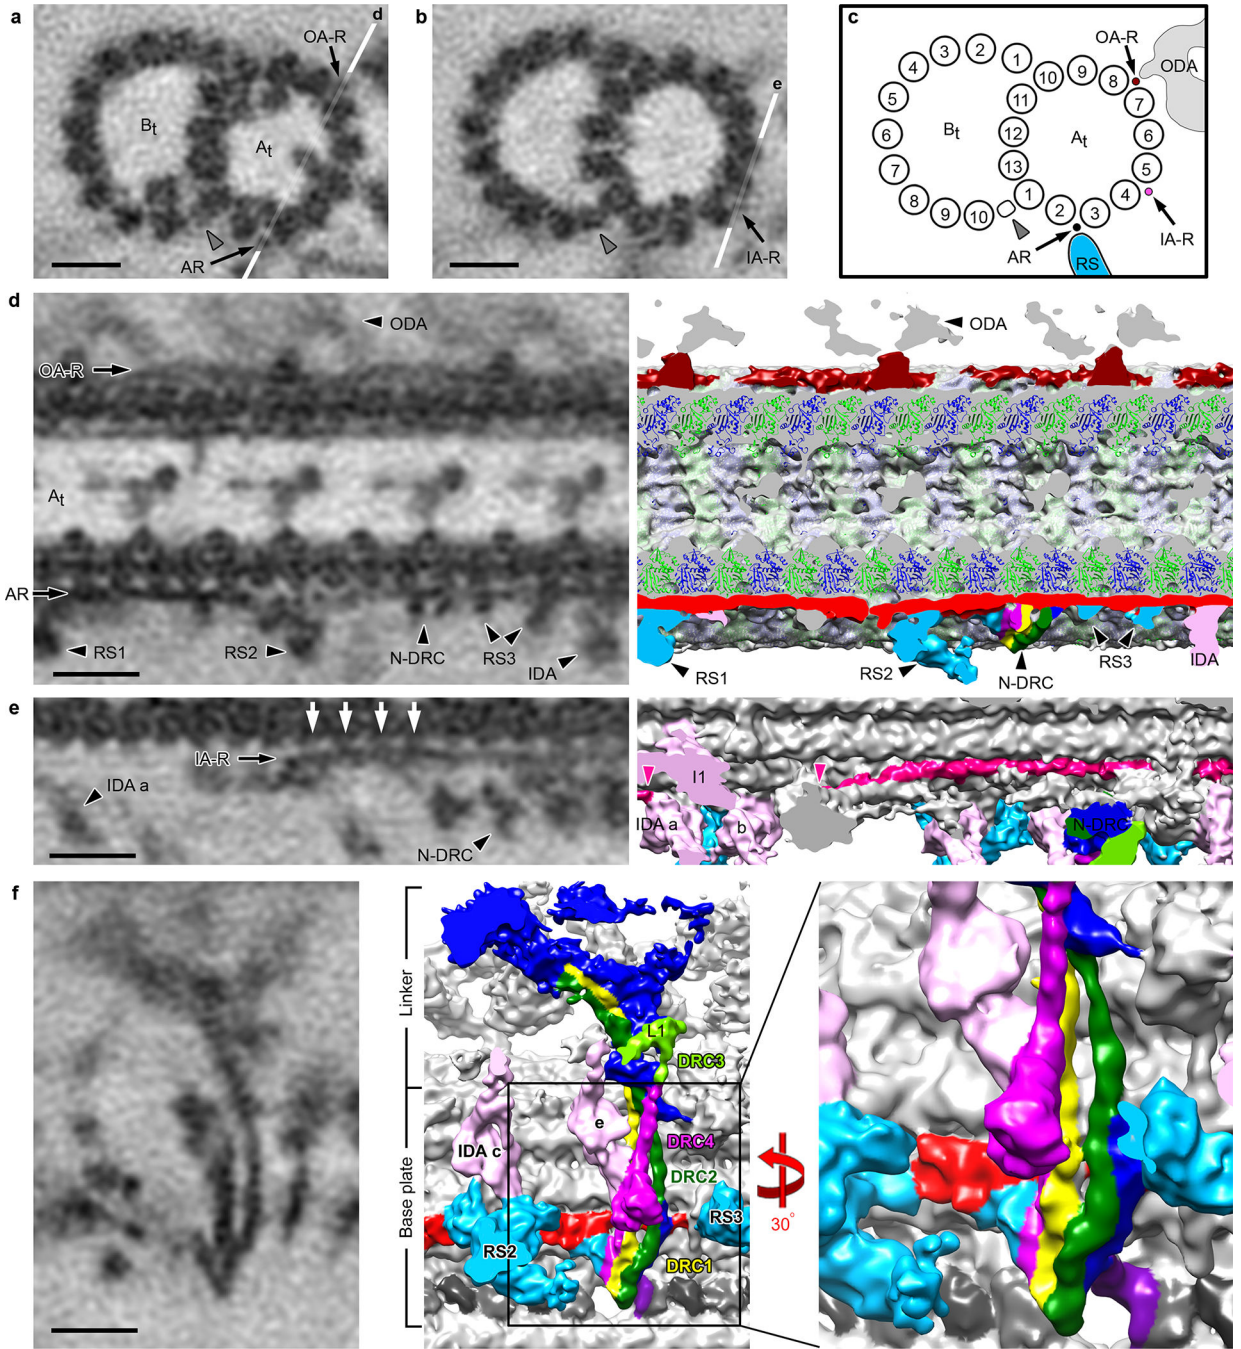 a
d
OA-R
Bt
At
AR
b
e
IA-R
c
OA-R
ODA
3
2
1
10
9
8
7
4
11
5
6
Bt
12
At
6
7
13
5
8
9
10
1
2
3
4
AR
RS
IA-R
d
ODA
OA-R
At
AR
RS1
RS2
N-DRC
RS3
IDA
ODA
RS1
RS2
N-DRC
RS3
IDA
e
IA-R
IDA a
N-DRC
I1
IDA a
b
N-DRC
f
Linker
Base plate
L1
DRC3
e
DRC4
IDA c
DRC2
RS3
RS2
DRC1
30°